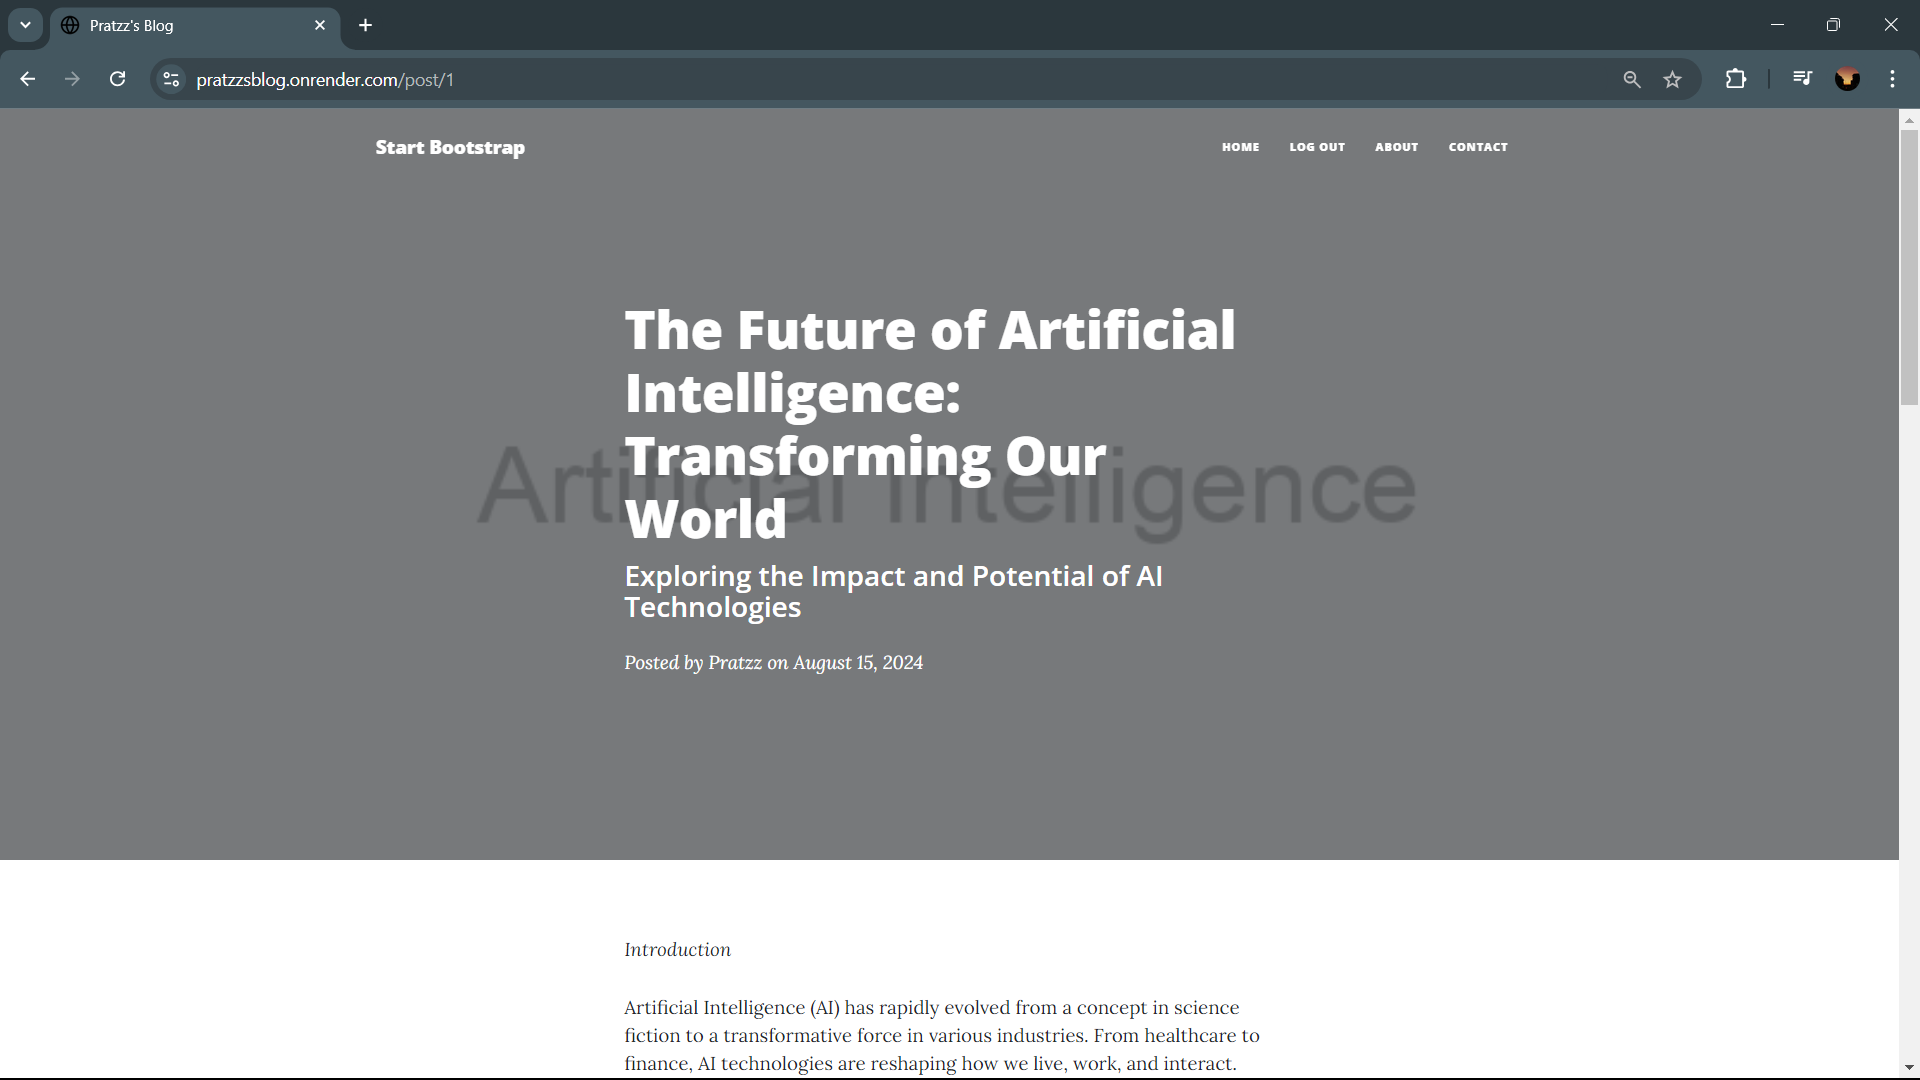 Pratzz's Blog
pratzzsblog.onrender.com/post/1
Start Bootstrap
HOME
LOG OUT
ABOUT
CONTACT
The Future of Artificial
Intelligence:
Transforming Our
World
Artificial Intelligence
Exploring the Impact and Potential of AI
Technologies
Posted by Pratzz on August 15, 2024
Introduction
Artificial Intelligence (AI) has rapidly evolved from a concept in science
fiction to a transformative force in various industries. From healthcare to
finance, AI technologies are reshaping how we live, work, and interact.